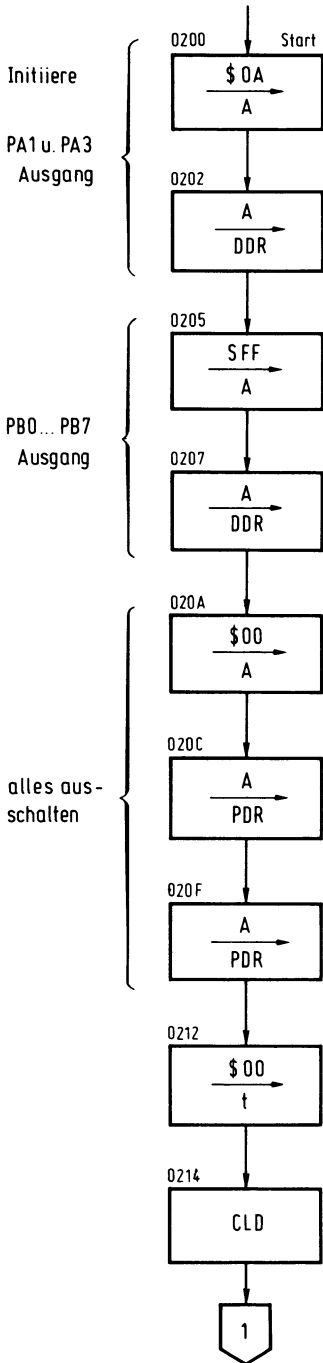 0200 Start
Initiiere
$0A
A
PA1 u. PA3
Ausgang
0202
A
DDR
0205
SFF
A
PB0... PB7
Ausgang
0207
A
DDR
020A
$00
A
020C
alles aus-
schalten
A
PDR
020F
A
PDR
0212
$00
t
0214
CLD
1